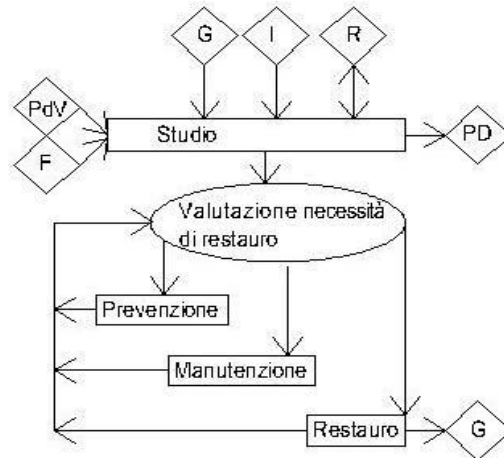 G
I
R
PdV
F
Studio
PD
Valutazione necessità
di restauro
Prevenzione
Manutenzione
Restauro
G